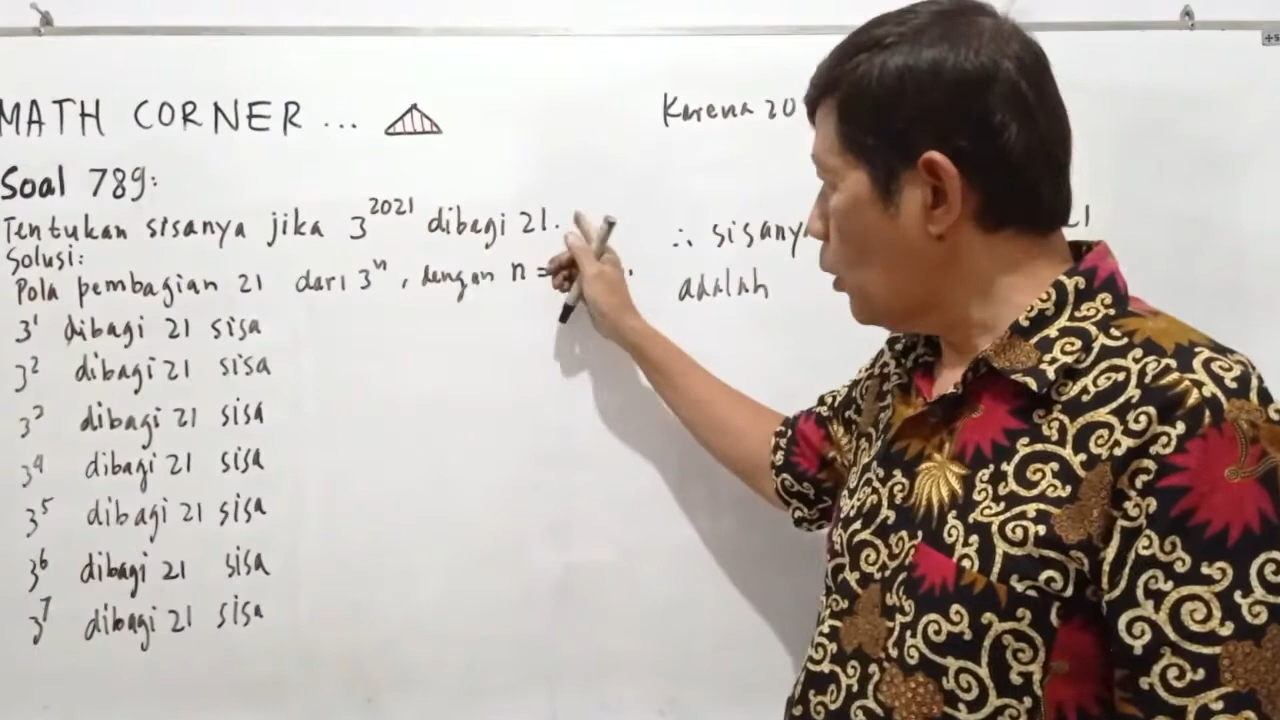 MATH CORNER ...
Soal 789:
Tentukan sisanya jika 3^2021 dibagi 21.
Solusi:
Pola pembagian 21 dari 3^n, dengan n =
3^1 dibagi 21 sisa
3^2 dibagi 21 sisa
3^3 dibagi 21 sisa
3^4 dibagi 21 sisa
3^5 dibagi 21 sisa
3^6 dibagi 21 sisa
3^7 dibagi 21 sisa
Karena 20
∴ sisanya 21
adalah